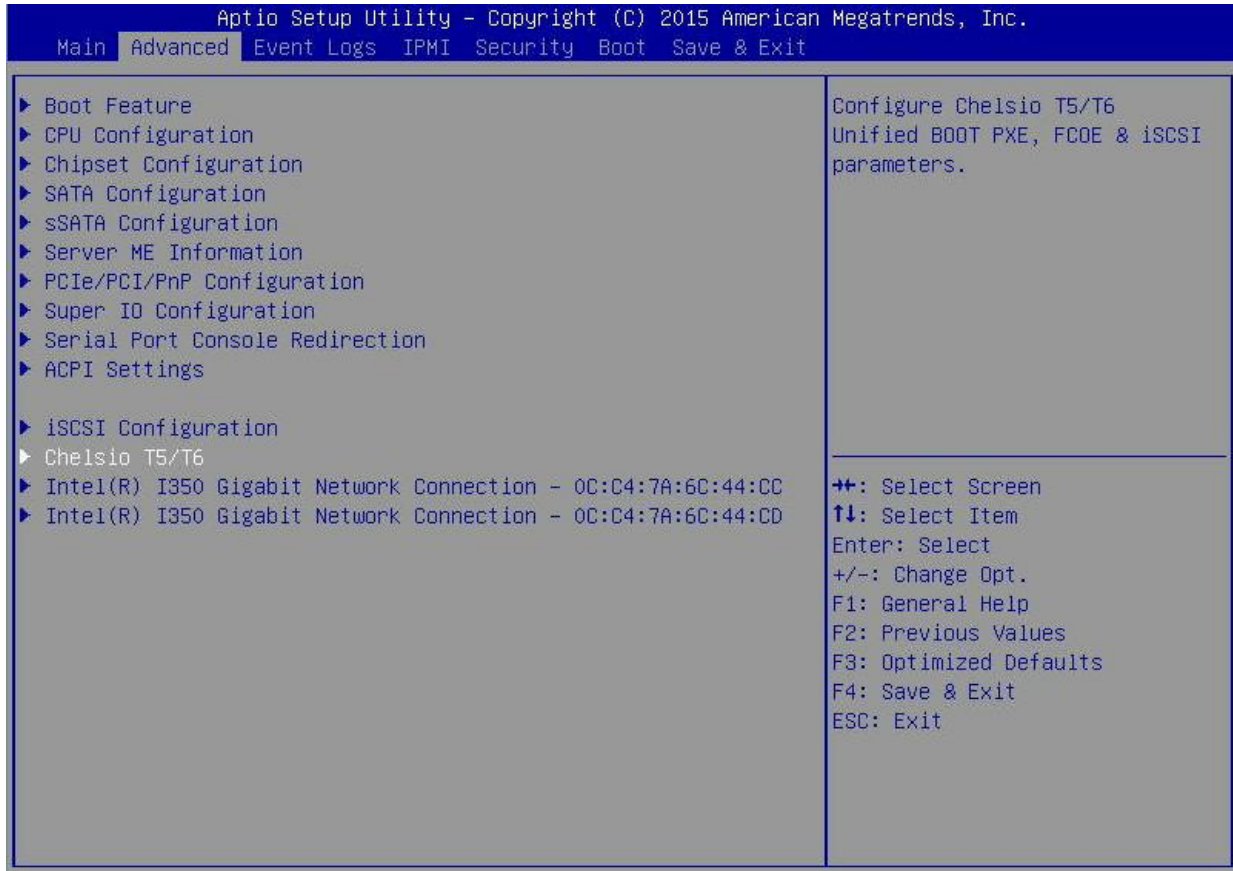 Aptio Setup Utility – Copyright (C) 2015 American Megatrends, Inc.
Main Advanced Event Logs IPMI Security Boot Save & Exit
▶ Boot Feature
▶ CPU Configuration
▶ Chipset Configuration
▶ SATA Configuration
▶ sSATA Configuration
▶ Server ME Information
▶ PCIe/PCI/PnP Configuration
▶ Super IO Configuration
▶ Serial Port Console Redirection
▶ ACPI Settings
▶ iSCSI Configuration
▶ Chelsio T5/T6
▶ Intel(R) I350 Gigabit Network Connection – 0C:C4:7A:6C:44:CC
▶ Intel(R) I350 Gigabit Network Connection – 0C:C4:7A:6C:44:CD
Configure Chelsio T5/T6
Unified BOOT PXE, FCOE & iSCSI
parameters.
→←: Select Screen
↑↓: Select Item
Enter: Select
+/-: Change Opt.
F1: General Help
F2: Previous Values
F3: Optimized Defaults
F4: Save & Exit
ESC: Exit